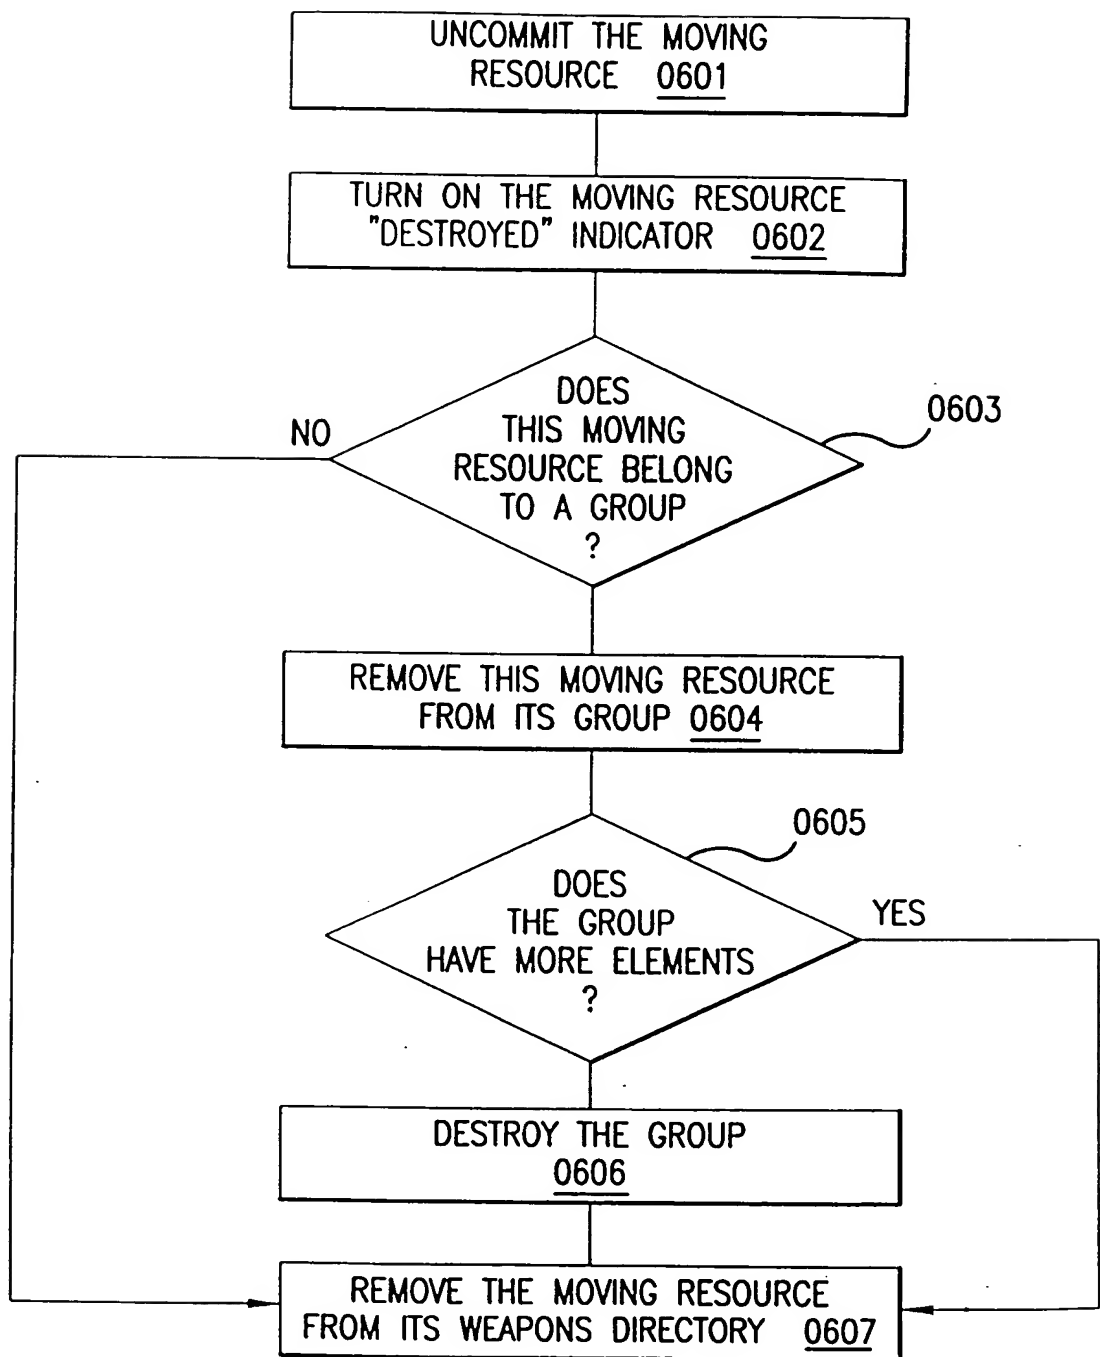 UNCOMMIT THE MOVING
RESOURCE 0601
TURN ON THE MOVING RESOURCE
"DESTROYED" INDICATOR 0602
DOES
THIS MOVING
RESOURCE BELONG
TO A GROUP
?
NO
0603
REMOVE THIS MOVING RESOURCE
FROM ITS GROUP 0604
0605
DOES
THE GROUP
HAVE MORE ELEMENTS
?
YES
DESTROY THE GROUP
0606
REMOVE THE MOVING RESOURCE
FROM ITS WEAPONS DIRECTORY 0607